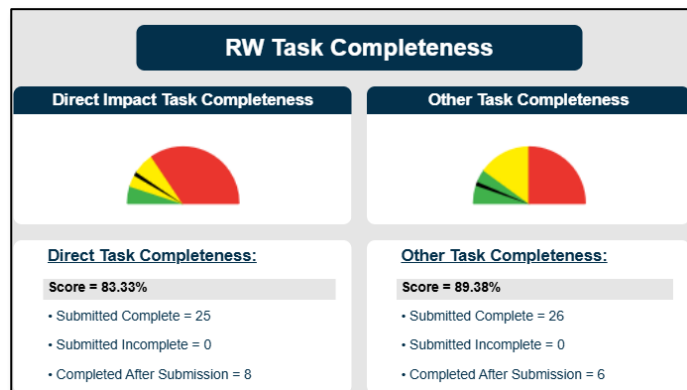 RW Task Completeness
Direct Impact Task Completeness
Other Task Completeness
Direct Task Completeness:
Score = 83.33%
• Submitted Complete = 25
• Submitted Incomplete = 0
• Completed After Submission = 8
Other Task Completeness:
Score = 89.38%
• Submitted Complete = 26
• Submitted Incomplete = 0
• Completed After Submission = 6